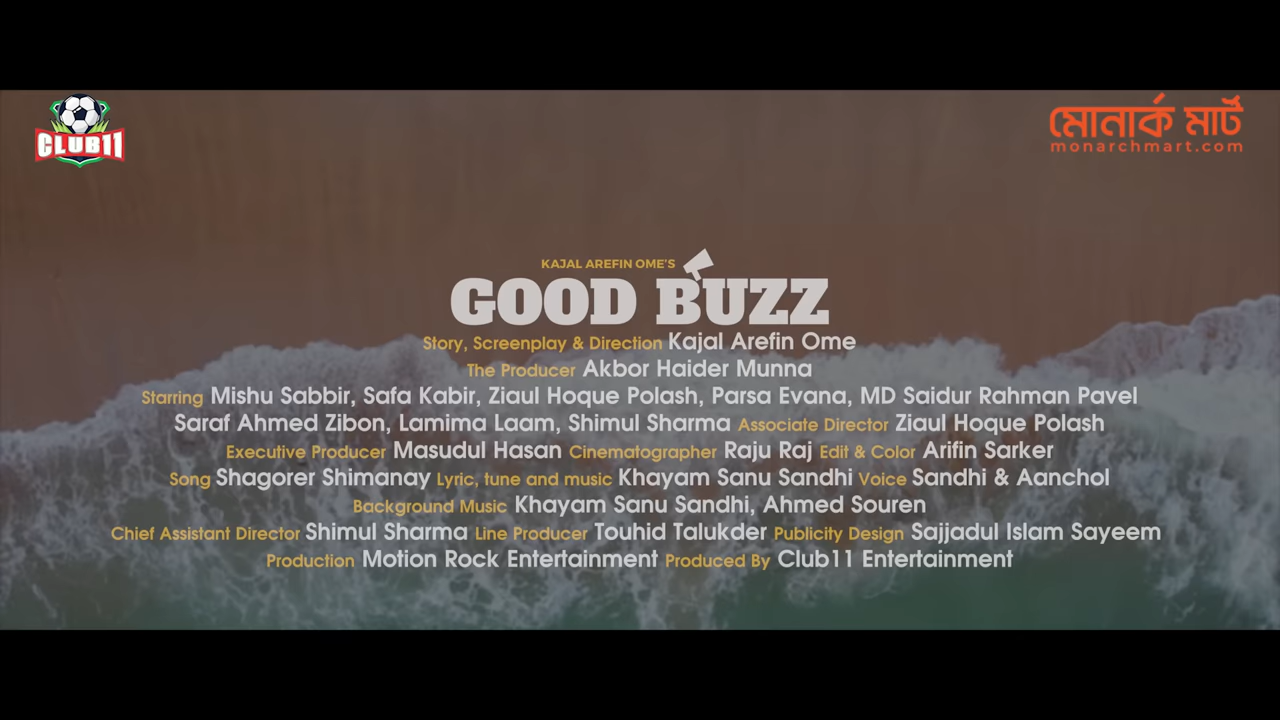 CLUB11
মোনার্ক মার্ট
monarchmart.com
KAJAL AREFIN OME'S
GOOD BUZZ
Story, Screenplay & Direction Kajal Arefin Ome
The Producer Akbor Haider Munna
Starring Mishu Sabbir, Safa Kabir, Ziaul Hoque Polash, Parsa Evana, MD Saidur Rahman Pavel
Saraf Ahmed Zibon, Lamima Laam, Shimul Sharma Associate Director Ziaul Hoque Polash
Executive Producer Masudul Hasan Cinematographer Raju Raj Edit & Color Arifin Sarker
Song Shagorer Shimanay Lyric, tune and music Khayam Sanu Sandhi Voice Sandhi & Aanchol
Background Music Khayam Sanu Sandhi, Ahmed Souren
Chief Assistant Director Shimul Sharma Line Producer Touhid Talukder Publicity Design Sajjadul Islam Sayeem
Production Motion Rock Entertainment Produced By Club11 Entertainment